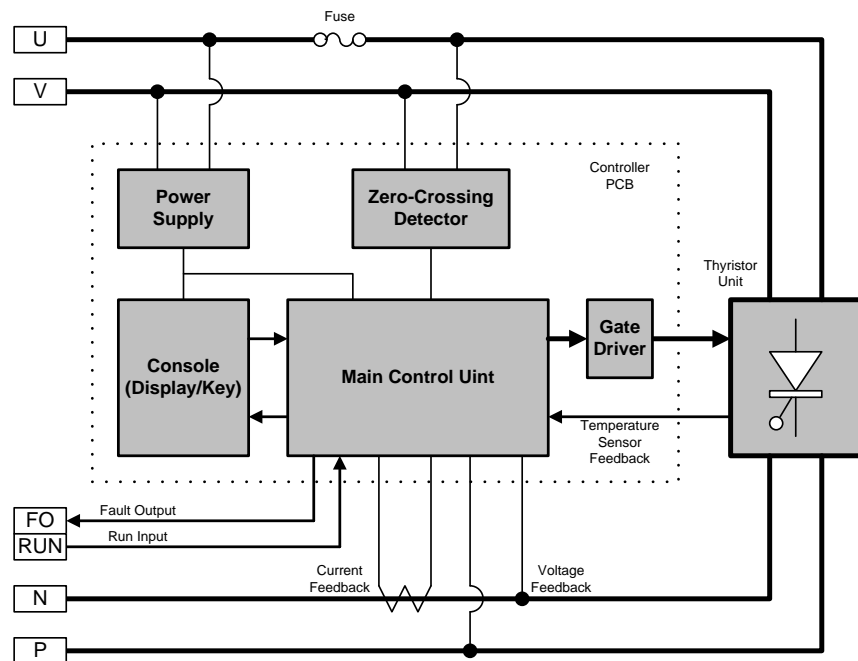 Fuse
U
V
Controller
PCB
Power
Supply
Zero-Crossing
Detector
Thyristor
Unit
Console
(Display/Key)
Main Control Uint
Gate
Driver
Temperature
Sensor
Feedback
FO
Fault Output
RUN
Run Input
Current
Feedback
Voltage
Feedback
N
P